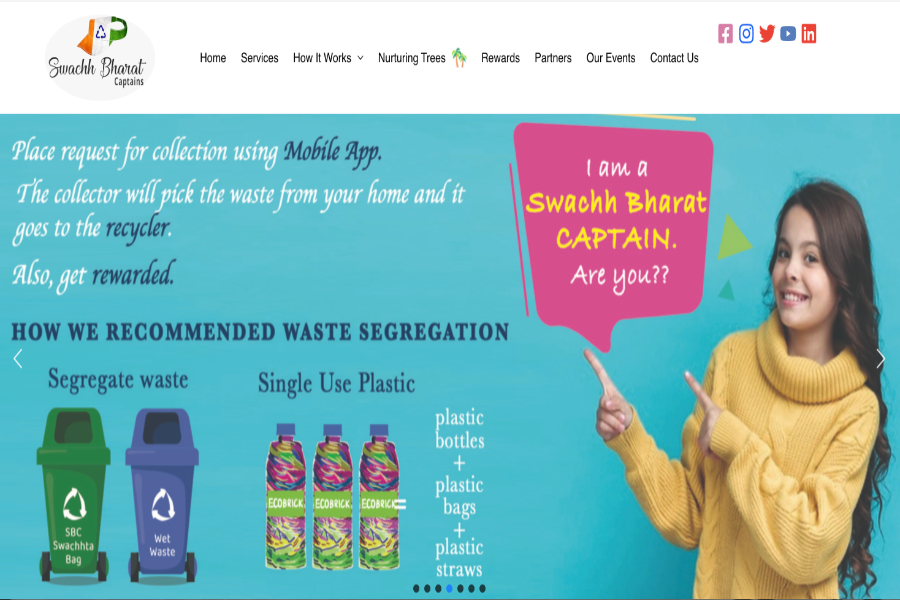 Swachh Bharat
Captains
Home Services How It Works Nurturing Trees Rewards Partners Our Events Contact Us
Place request for collection using Mobile App.
The collector will pick the waste from your home and it
goes to the recycler.
Also, get rewarded.
HOW WE RECOMMENDED WASTE SEGREGATION
Segregate waste
SBC
Swachhta
Bag
Wet
Waste
Single Use Plastic
ECOBRICK ECOBRICK ECOBRICK =
plastic
bottles
+
plastic
bags
+
plastic
straws
I am a
Swachh Bharat
CAPTAIN.
Are you??